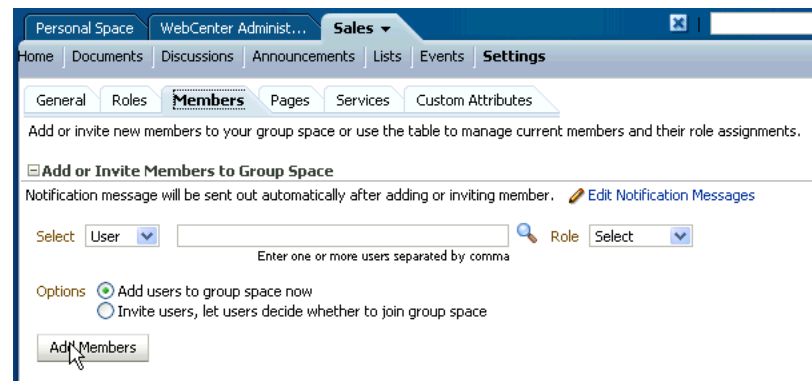 Personal Space WebCenter Administ... Sales
Home Documents Discussions Announcements Lists Events Settings
General Roles Members Pages Services Custom Attributes
Add or invite new members to your group space or use the table to manage current members and their role assignments.
Add or Invite Members to Group Space
Notification message will be sent out automatically after adding or inviting member. Edit Notification Messages
Select User Role Select
Enter one or more users separated by comma
Options Add users to group space now
Invite users, let users decide whether to join group space
Add Members